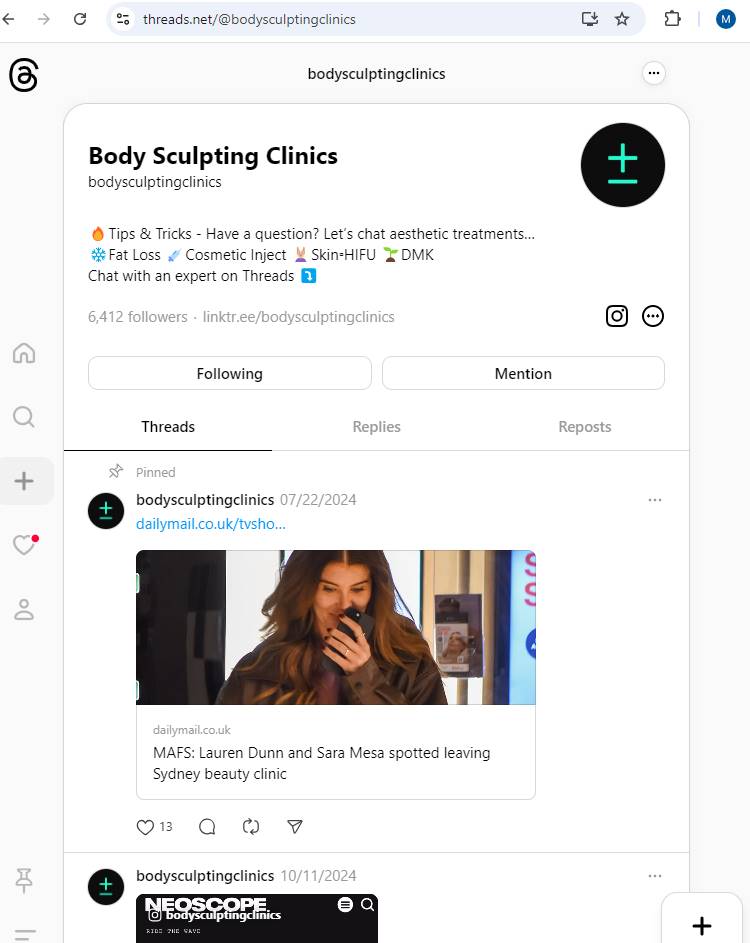 threads.net/@bodysculptingclinics
M
bodysculptingclinics
Body Sculpting Clinics
bodysculptingclinics
🔥Tips & Tricks - Have a question? Let's chat aesthetic treatments...
❄️Fat Loss 💉Cosmetic Inject 💆🏼‍♀️Skin+HIFU 🌱DMK
Chat with an expert on Threads ⤵️
6,412 followers · linktr.ee/bodysculptingclinics
Following
Mention
Threads
Replies
Reposts
Pinned
bodysculptingclinics 07/22/2024
dailymail.co.uk/tvsho...
dailymail.co.uk
MAFS: Lauren Dunn and Sara Mesa spotted leaving
Sydney beauty clinic
13
bodysculptingclinics 10/11/2024
NEOSCOPE
bodysculptingclinics
RIDE THE WAVE